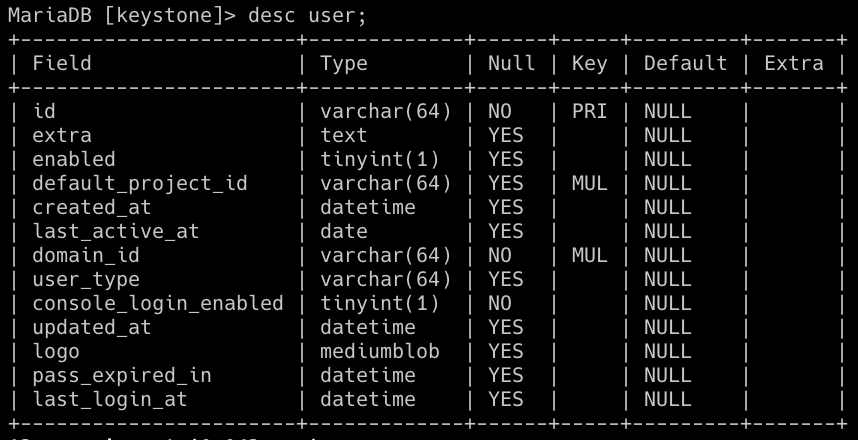 MariaDB [keystone]> desc user;
+-----------------------+-------------+------+-----+---------+-------+
| Field                 | Type        | Null | Key | Default | Extra |
+-----------------------+-------------+------+-----+---------+-------+
| id                    | varchar(64) | NO   | PRI | NULL    |       |
| extra                 | text        | YES  |     | NULL    |       |
| enabled               | tinyint(1)  | YES  |     | NULL    |       |
| default_project_id    | varchar(64) | YES  | MUL | NULL    |       |
| created_at            | datetime    | YES  |     | NULL    |       |
| last_active_at        | date        | YES  |     | NULL    |       |
| domain_id             | varchar(64) | NO   | MUL | NULL    |       |
| user_type             | varchar(64) | YES  |     | NULL    |       |
| console_login_enabled | tinyint(1)  | NO   |     | NULL    |       |
| updated_at            | datetime    | YES  |     | NULL    |       |
| logo                  | mediumblob  | YES  |     | NULL    |       |
| pass_expired_in       | datetime    | YES  |     | NULL    |       |
| last_login_at         | datetime    | YES  |     | NULL    |       |
+-----------------------+-------------+------+-----+---------+-------+